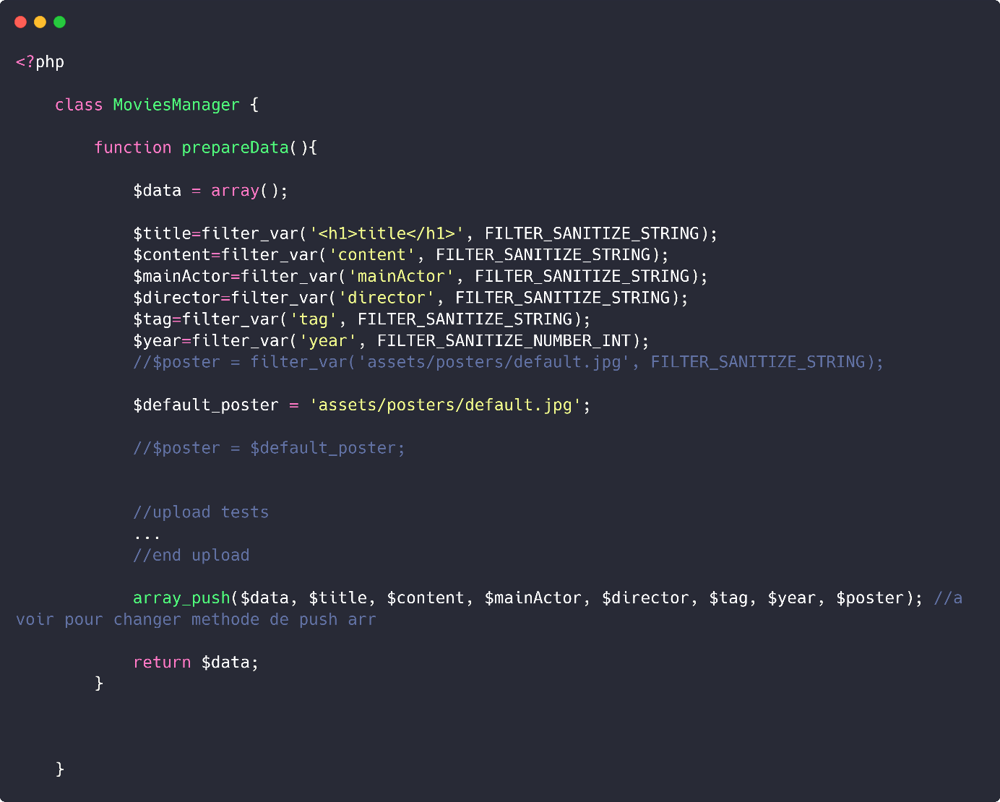 <?php
class MoviesManager {
function prepareData(){
$data = array();
$title=filter_var('<h1>title</h1>', FILTER_SANITIZE_STRING);
$content=filter_var('content', FILTER_SANITIZE_STRING);
$mainActor=filter_var('mainActor', FILTER_SANITIZE_STRING);
$director=filter_var('director', FILTER_SANITIZE_STRING);
$tag=filter_var('tag', FILTER_SANITIZE_STRING);
$year=filter_var('year', FILTER_SANITIZE_NUMBER_INT);
//$poster = filter_var('assets/posters/default.jpg', FILTER_SANITIZE_STRING);
$default_poster = 'assets/posters/default.jpg';
//$poster = $default_poster;
//upload tests
...
//end upload
array_push($data, $title, $content, $mainActor, $director, $tag, $year, $poster); //a
voir pour changer methode de push arr
return $data;
}
}